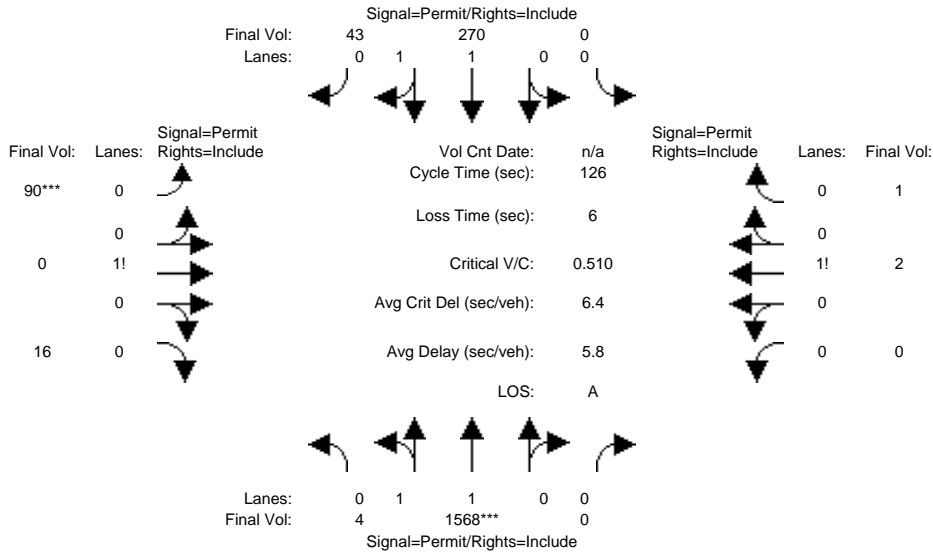 Signal=Permit/Rights=Include
Final Vol: 43 270 0
Lanes: 0 1 1 0 0
Signal=Permit Signal=Permit
Final Vol: Lanes: Rights=Include Vol Cnt Date: n/a Rights=Include Lanes: Final Vol:
Cycle Time (sec): 126
90*** 0 0 1
Loss Time (sec): 6
0 0
0 1! Critical V/C: 0.510 1! 2
0 Avg Crit Del (sec/veh): 6.4 0
16 0 Avg Delay (sec/veh): 5.8 0 0
LOS: A
Lanes: 0 1 1 0 0
Final Vol: 4 1568*** 0
Signal=Permit/Rights=Include